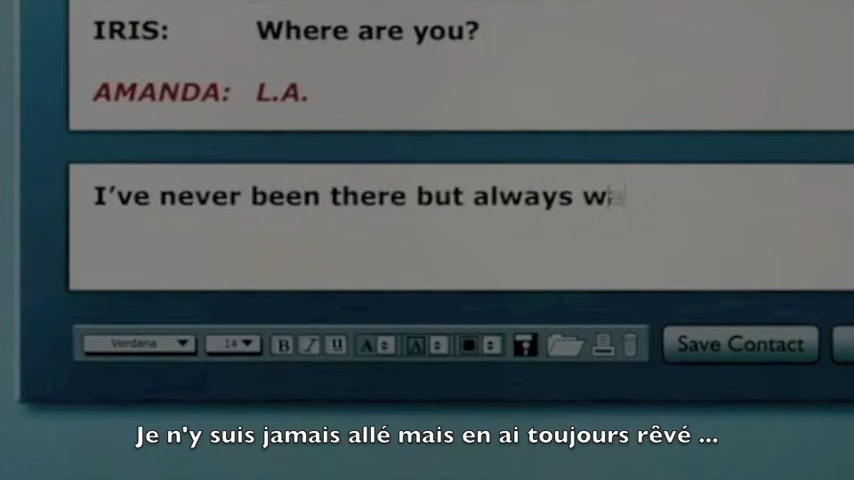 IRIS: Where are you?
AMANDA: L.A.
I've never been there but always wa
Verdana 14 B I U A A Save Contact
Je n'y suis jamais allé mais en ai toujours rêvé ...